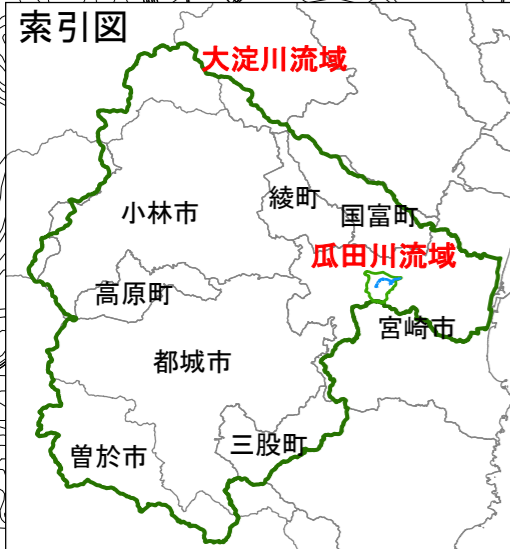 索引図
大淀川流域
綾町
小林市
国富町
瓜田川流域
高原町
宮崎市
都城市
三股町
曽於市